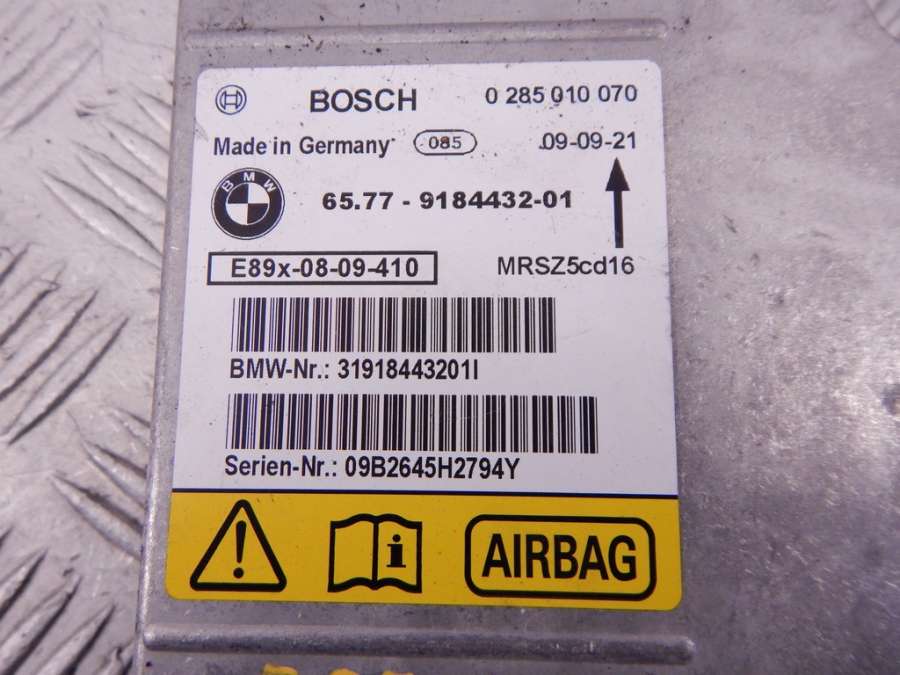 BOSCH 0 285 010 070
Made in Germany 085 09-09-21
BMW
65.77 - 9184432-01
E89x-08-09-410 MRSZ5cd16
BMW-Nr.: 31918443201I
Serien-Nr.: 09B2645H2794Y
i AIRBAG